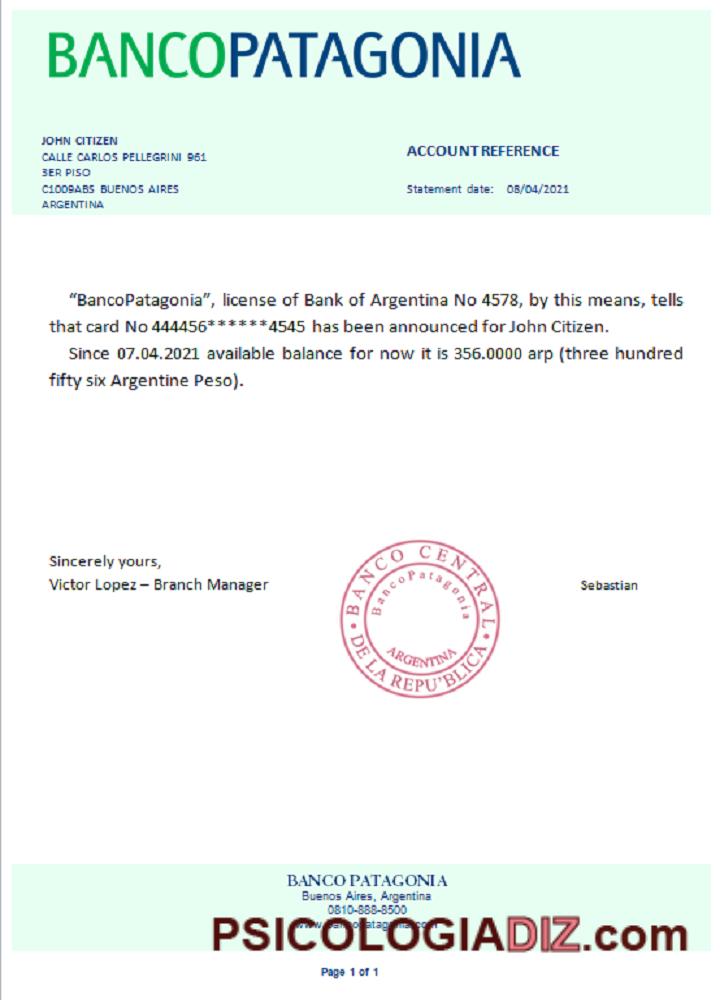 BANCOPATAGONIA
JOHN CITIZEN
CALLE CARLOS PELLEGRINI 961
3ER PISO
C1009ABS BUENOS AIRES
ARGENTINA
ACCOUNT REFERENCE
Statement date: 08/04/2021
“BancoPatagonia”, license of Bank of Argentina No 4578, by this means, tells
that card No 444456******4545 has been announced for John Citizen.
Since 07.04.2021 available balance for now it is 356.0000 arp (three hundred
fifty six Argentine Peso).
Sincerely yours,
Victor Lopez – Branch Manager
BANCO CENTRAL
DE LA REPU'BLICA
BancoPatagonia
ARGENTINA
Sebastian
BANCO PATAGONIA
Buenos Aires, Argentina
0810-888-8500
PSICOLOGIADIZ.com
Page 1 of 1